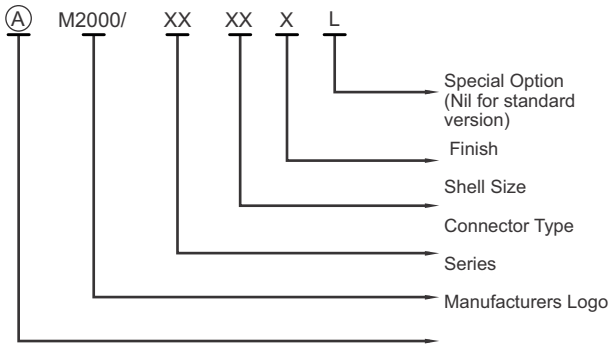 A M2000/ XX XX X L
Special Option
(Nil for standard
version)
Finish
Shell Size
Connector Type
Series
Manufacturers Logo